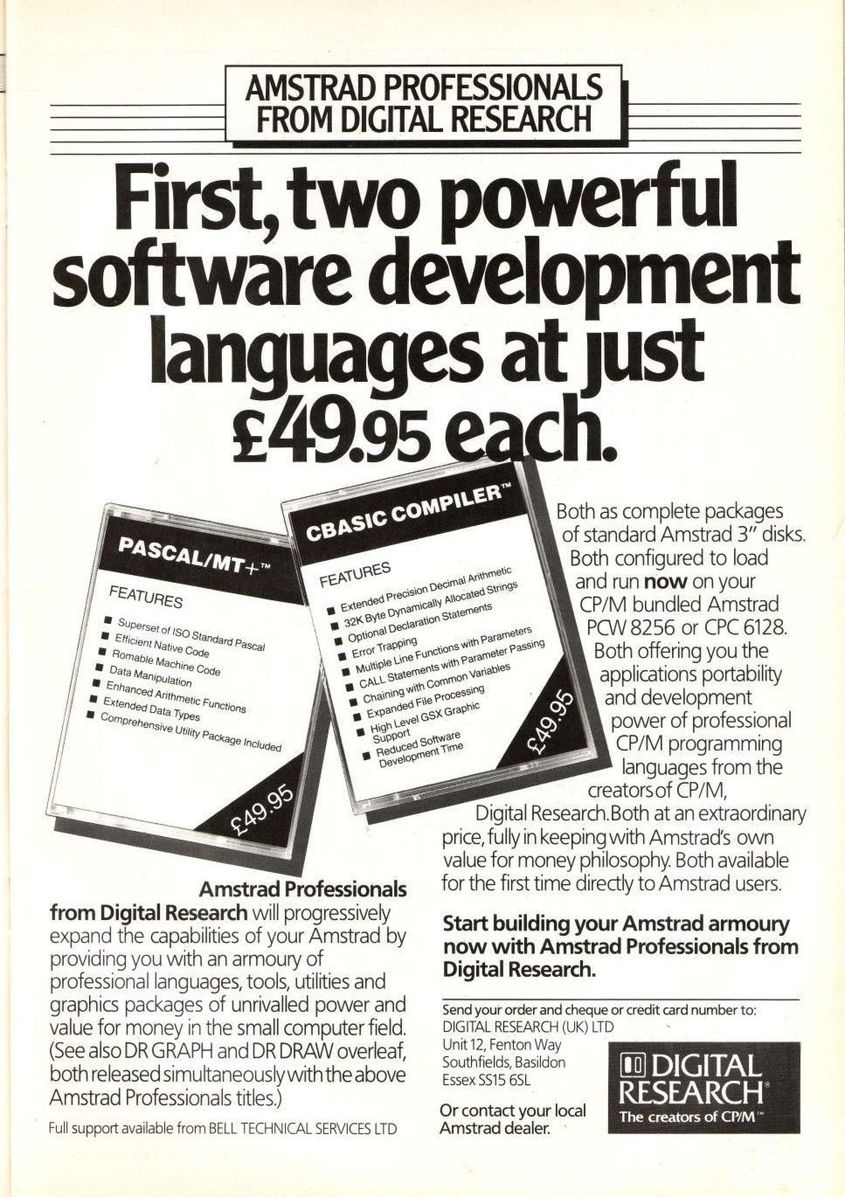 AMSTRAD PROFESSIONALS
FROM DIGITAL RESEARCH
First, two powerful
software development
languages at just
£49.95 each.
PASCAL/MT+™
FEATURES
■ Superset of ISO Standard Pascal
■ Efficient Native Code
■ Romable Machine Code
■ Data Manipulation
■ Enhanced Arithmetic Functions
■ Extended Data Types
■ Comprehensive Utility Package Included
£49.95
CBASIC COMPILER™
FEATURES
■ Extended Precision Decimal Arithmetic
■ 32K Byte Dynamically Allocated Strings
■ Optional Declaration Statements
■ Error Trapping
■ Multiple Line Functions with Parameters
■ CALL Statements with Parameter Passing
■ Chaining with Common Variables
■ Expanded File Processing
■ High Level GSX Graphic
Support
■ Reduced Software
Development Time
£49.95
Both as complete packages
of standard Amstrad 3" disks.
Both configured to load
and run now on your
CP/M bundled Amstrad
PCW 8256 or CPC 6128.
Both offering you the
applications portability
and development
power of professional
CP/M programming
languages from the
creators of CP/M,
Digital Research. Both at an extraordinary
price, fully in keeping with Amstrad's own
value for money philosophy. Both available
for the first time directly to Amstrad users.
Amstrad Professionals
from Digital Research will progressively
expand the capabilities of your Amstrad by
providing you with an armoury of
professional languages, tools, utilities and
graphics packages of unrivalled power and
value for money in the small computer field.
(See also DR GRAPH and DR DRAW overleaf,
both released simultaneously with the above
Amstrad Professionals titles.)
Full support available from BELL TECHNICAL SERVICES LTD
Start building your Amstrad armoury
now with Amstrad Professionals from
Digital Research.
Send your order and cheque or credit card number to:
DIGITAL RESEARCH (UK) LTD
Unit 12, Fenton Way
Southfields, Basildon
Essex SS15 6SL
Or contact your local
Amstrad dealer.
DIGITAL
RESEARCH®
The creators of CP/M™